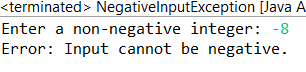 <terminated> NegativeInputException [Java A
Enter a non-negative integer: -8
Error: Input cannot be negative.